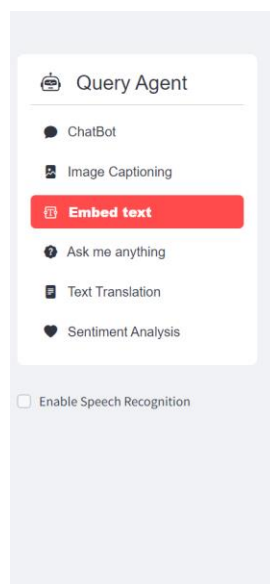 Query Agent
ChatBot
Image Captioning
Embed text
Ask me anything
Text Translation
Sentiment Analysis
Enable Speech Recognition